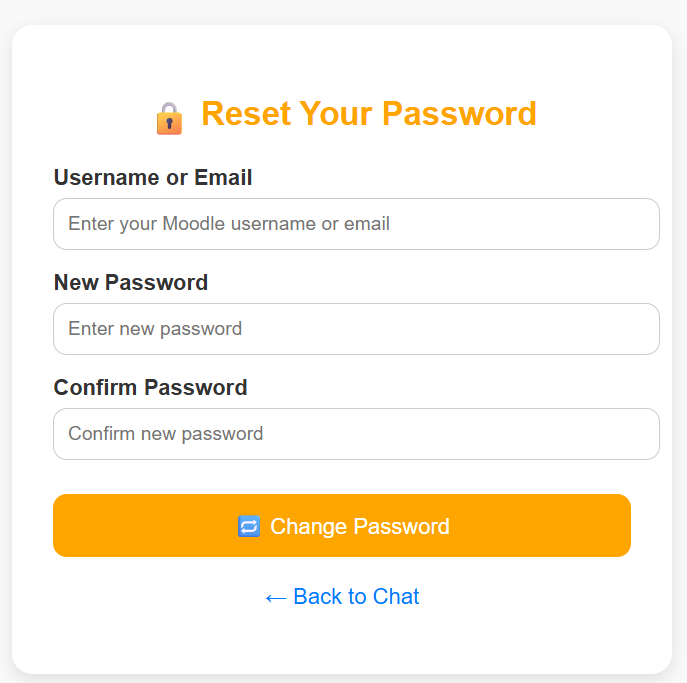 🔒 Reset Your Password
Username or Email
Enter your Moodle username or email
New Password
Enter new password
Confirm Password
Confirm new password
🔁 Change Password
← Back to Chat